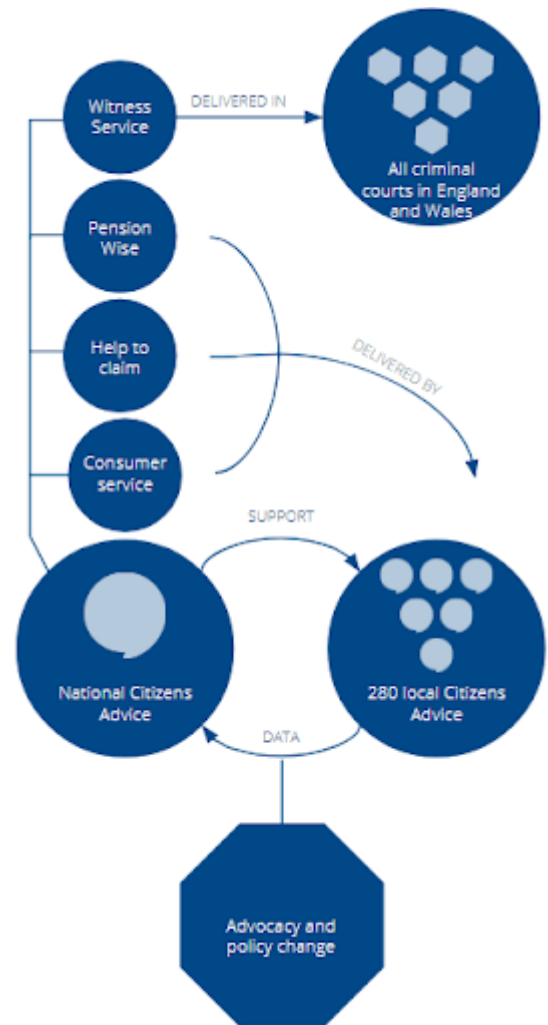 Witness
Service
DELIVERED IN
All criminal
courts in England
and Wales
Pension
Wise
Help to
claim
DELIVERED BY
Consumer
service
SUPPORT
National Citizens
Advice
280 local Citizens
Advice
DATA
Advocacy and
policy change